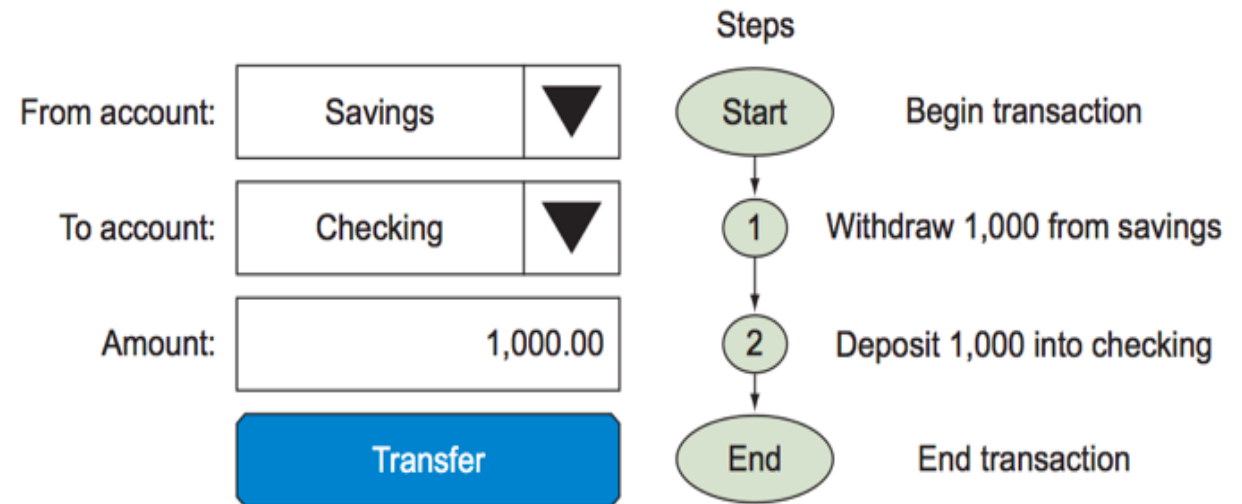 Steps
From account: Savings
Start Begin transaction
To account: Checking
1 Withdraw 1,000 from savings
Amount: 1,000.00
2 Deposit 1,000 into checking
Transfer
End End transaction